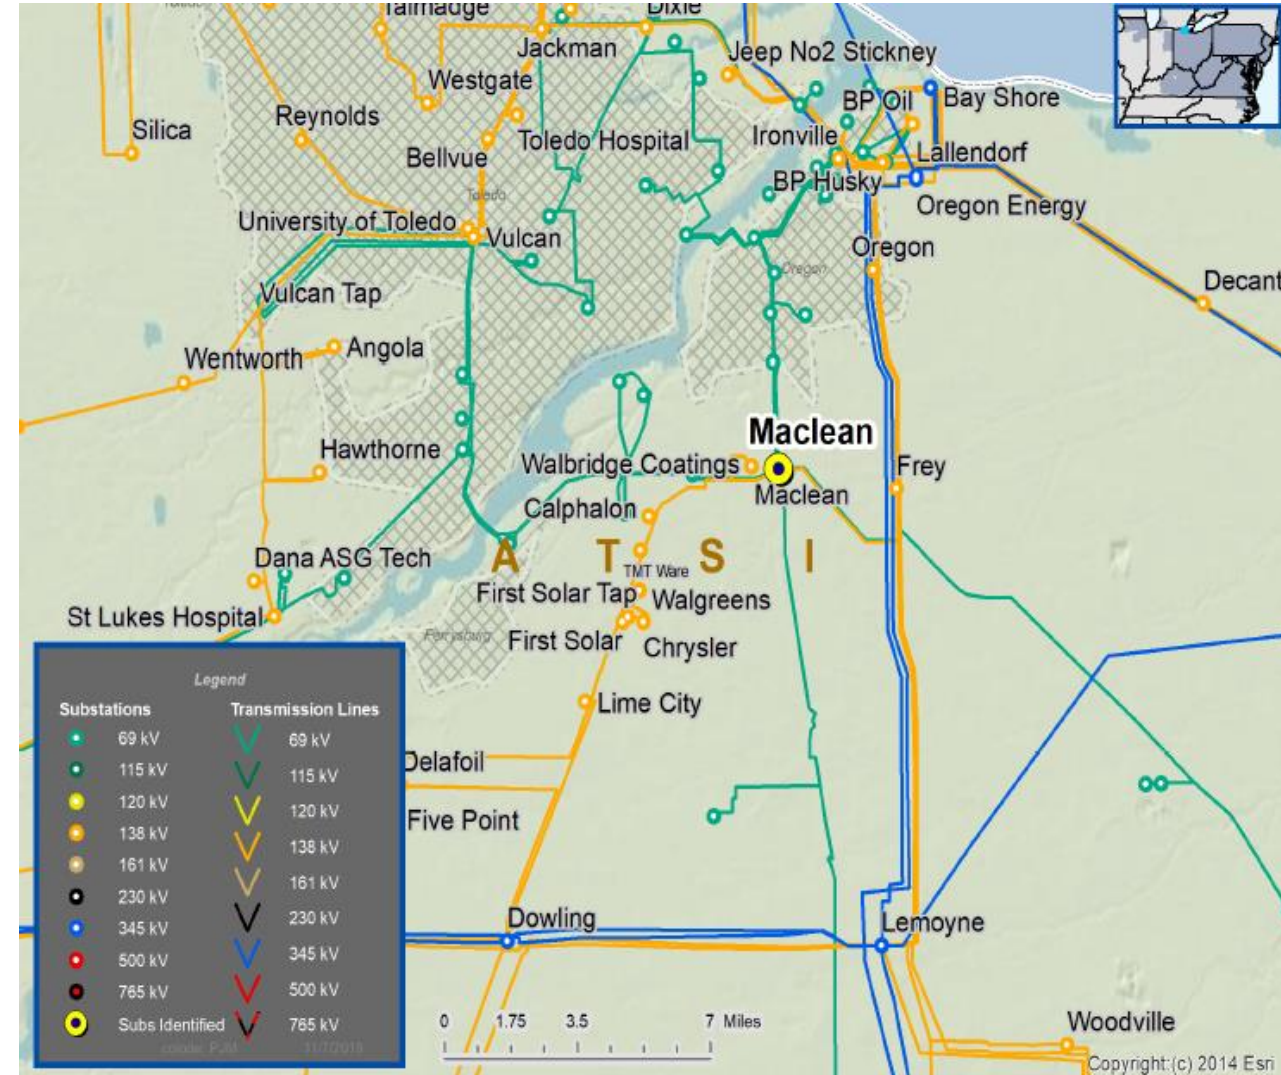 Talmadge
Dixie
Jackman
Jeep No2 Stickney
Westgate
BP Oil
Bay Shore
Reynolds
Silica
Toledo Hospital
Ironville
Bellvue
Lallendorf
BP Husky
Toledo
Oregon Energy
University of Toledo
Vulcan
Oregon
Oregon
Decant
Vulcan Tap
Wentworth
Angola
Maclean
Hawthorne
Walbridge Coatings
Frey
Maclean
Calphalon
A T S I
Dana ASG Tech
TMT Ware
First Solar Tap
Walgreens
St Lukes Hospital
Perrysburg
First Solar
Chrysler
Lime City
Delafoil
Five Point
Dowling
Lemoyne
Woodville
Legend
Substations Transmission Lines
69 kV 69 kV
115 kV 115 kV
120 kV 120 kV
138 kV 138 kV
161 kV 161 kV
230 kV 230 kV
345 kV 345 kV
500 kV 500 kV
765 kV 765 kV
Subs Identified
11/7/2019
0 1.75 3.5 7 Miles
Copyright:(c) 2014 Esri